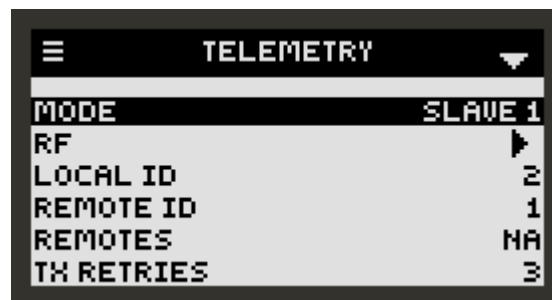 TELEMETRY
MODE SLAVE 1
RF
LOCAL ID 2
REMOTE ID 1
REMOTES NA
TX RETRIES 3